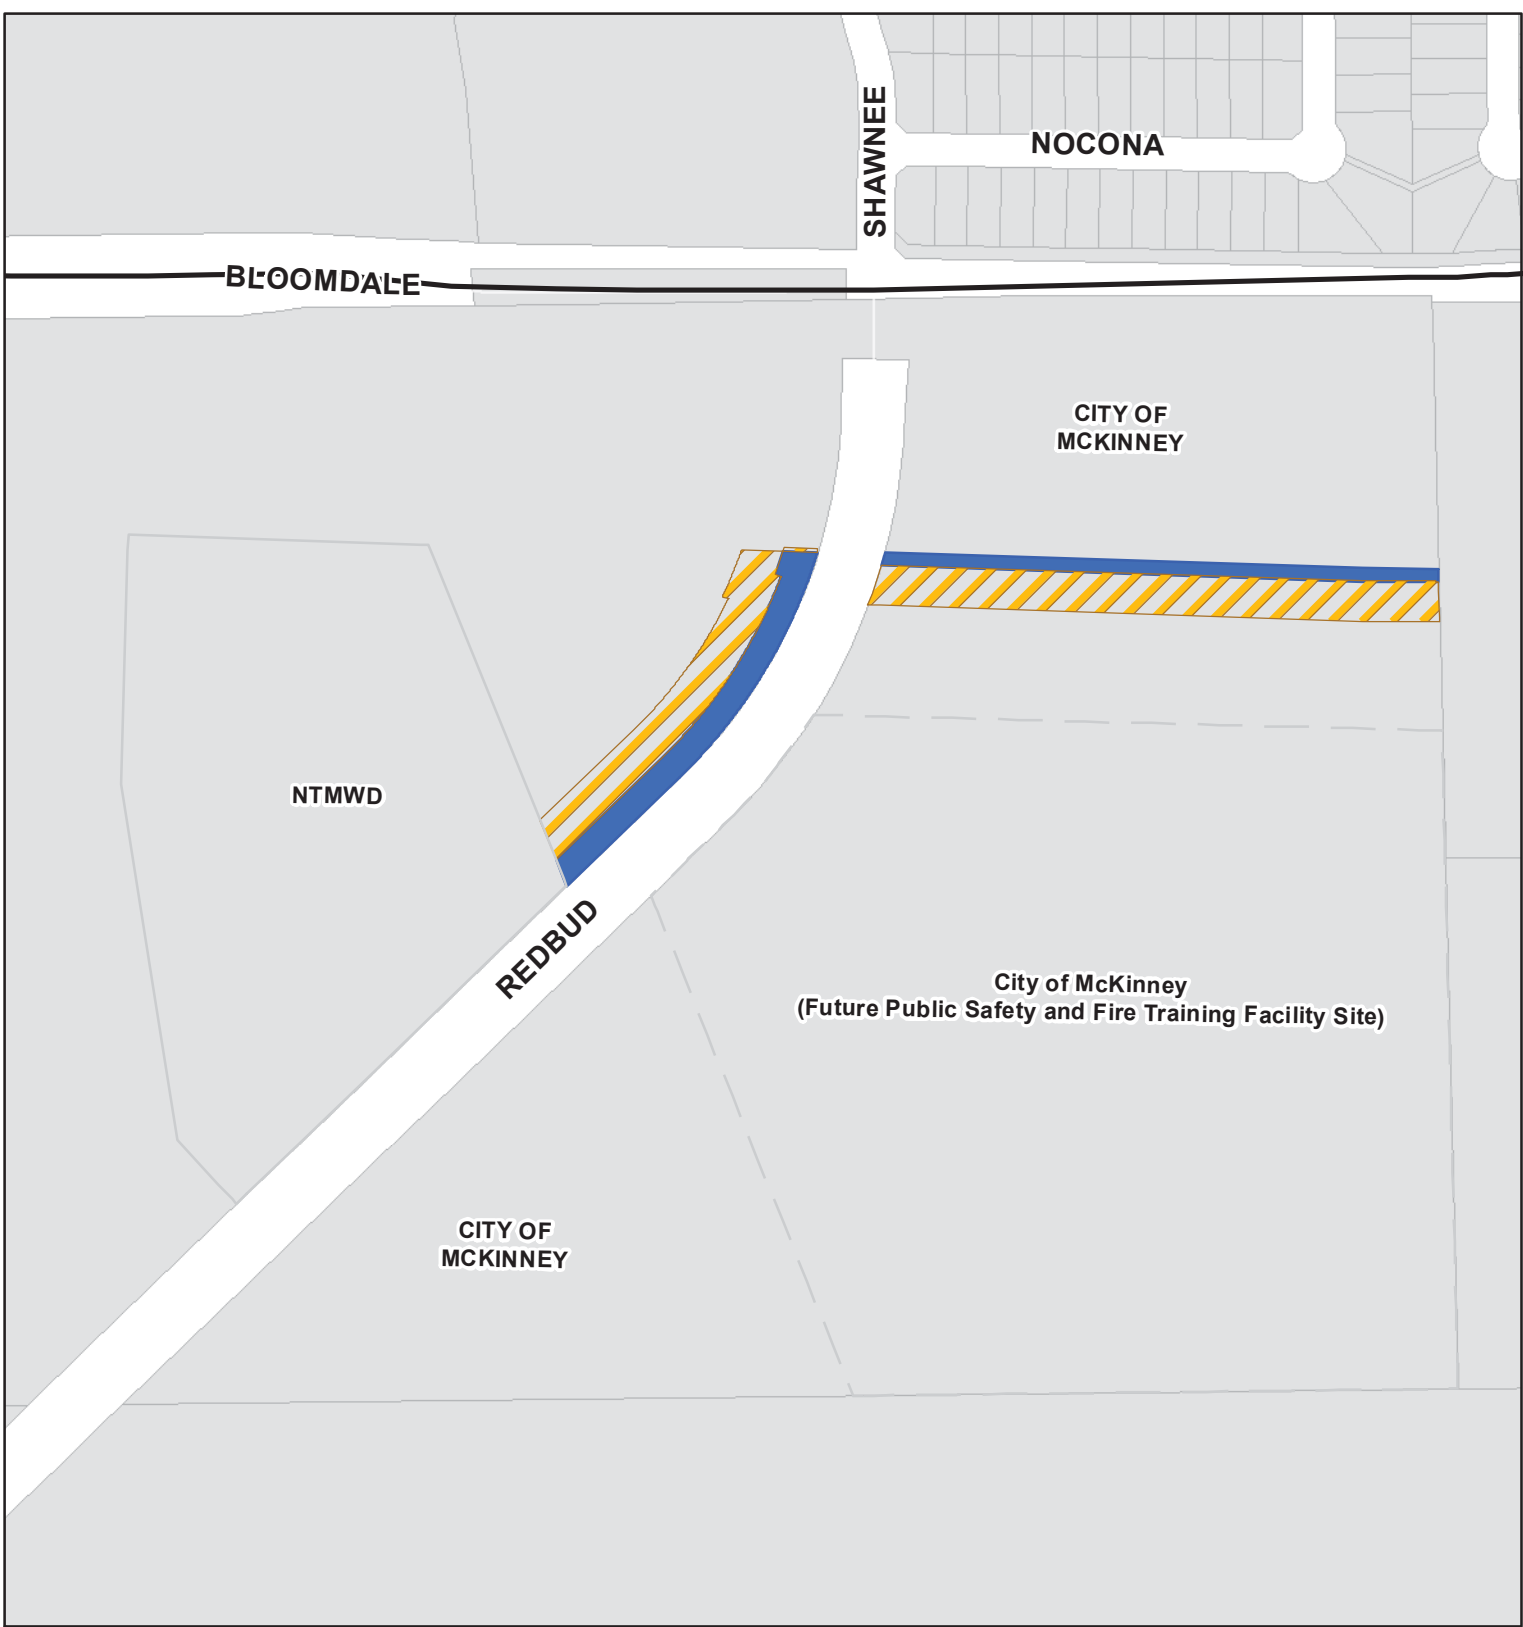 SHAWNEE
NOCONA
BLOOMDALE
CITY OF
MCKINNEY
NTMWD
REDBUD
City of McKinney
(Future Public Safety and Fire Training Facility Site)
CITY OF
MCKINNEY